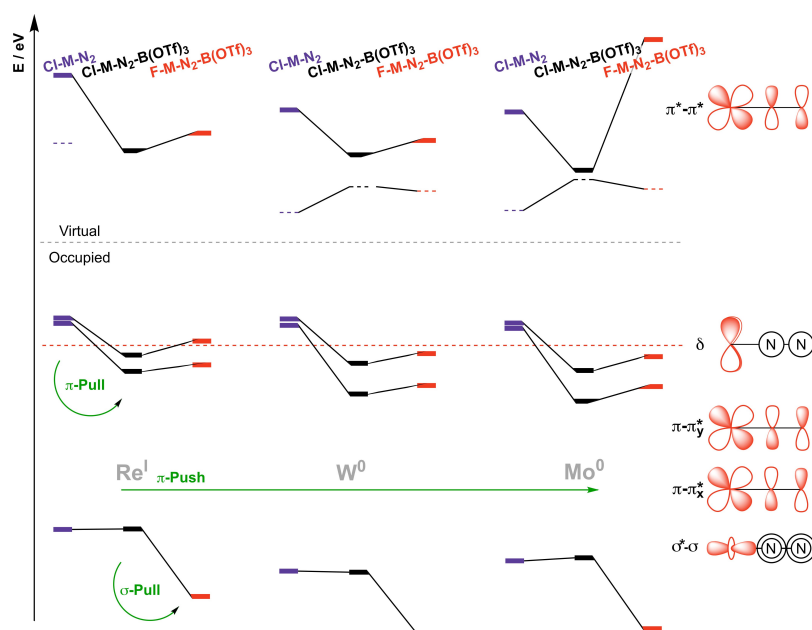 E / eV
Cl-M-N₂
Cl-M-N₂-B(OTf)₃
F-M-N₂-B(OTf)₃
Cl-M-N₂
Cl-M-N₂-B(OTf)₃
F-M-N₂-B(OTf)₃
Cl-M-N₂
Cl-M-N₂-B(OTf)₃
F-M-N₂-B(OTf)₃
π*-π*
Virtual
Occupied
δ
N N
π-Pull
π-π*y
Reᴵ π-Push W⁰ Mo⁰
π-π*x
σ*-σ
N N
σ-Pull